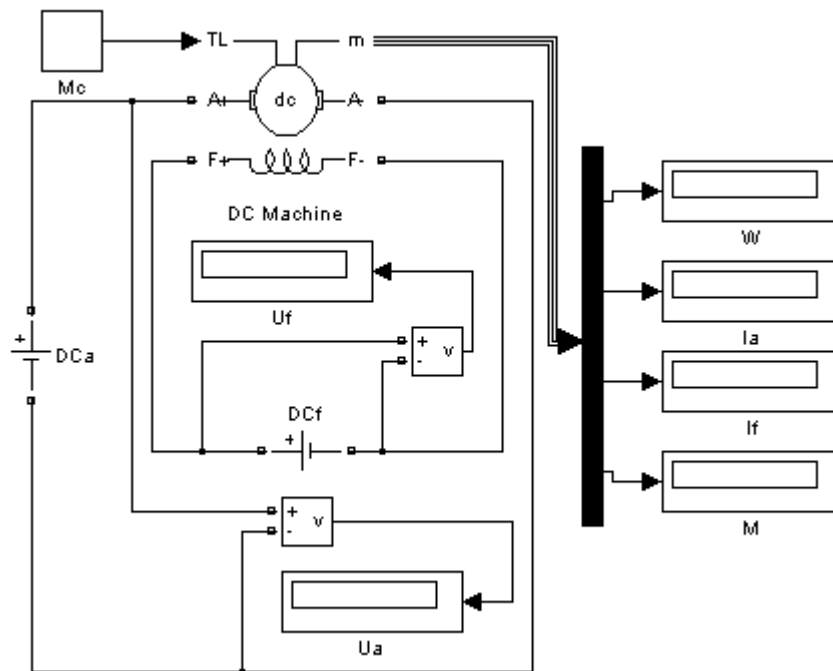 TL
m
Mc
A+
dc
A-
F+
F-
DC Machine
W
Uf
Ia
+
-
v
+
DCa
If
DCf
+
M
+
-
v
Ua